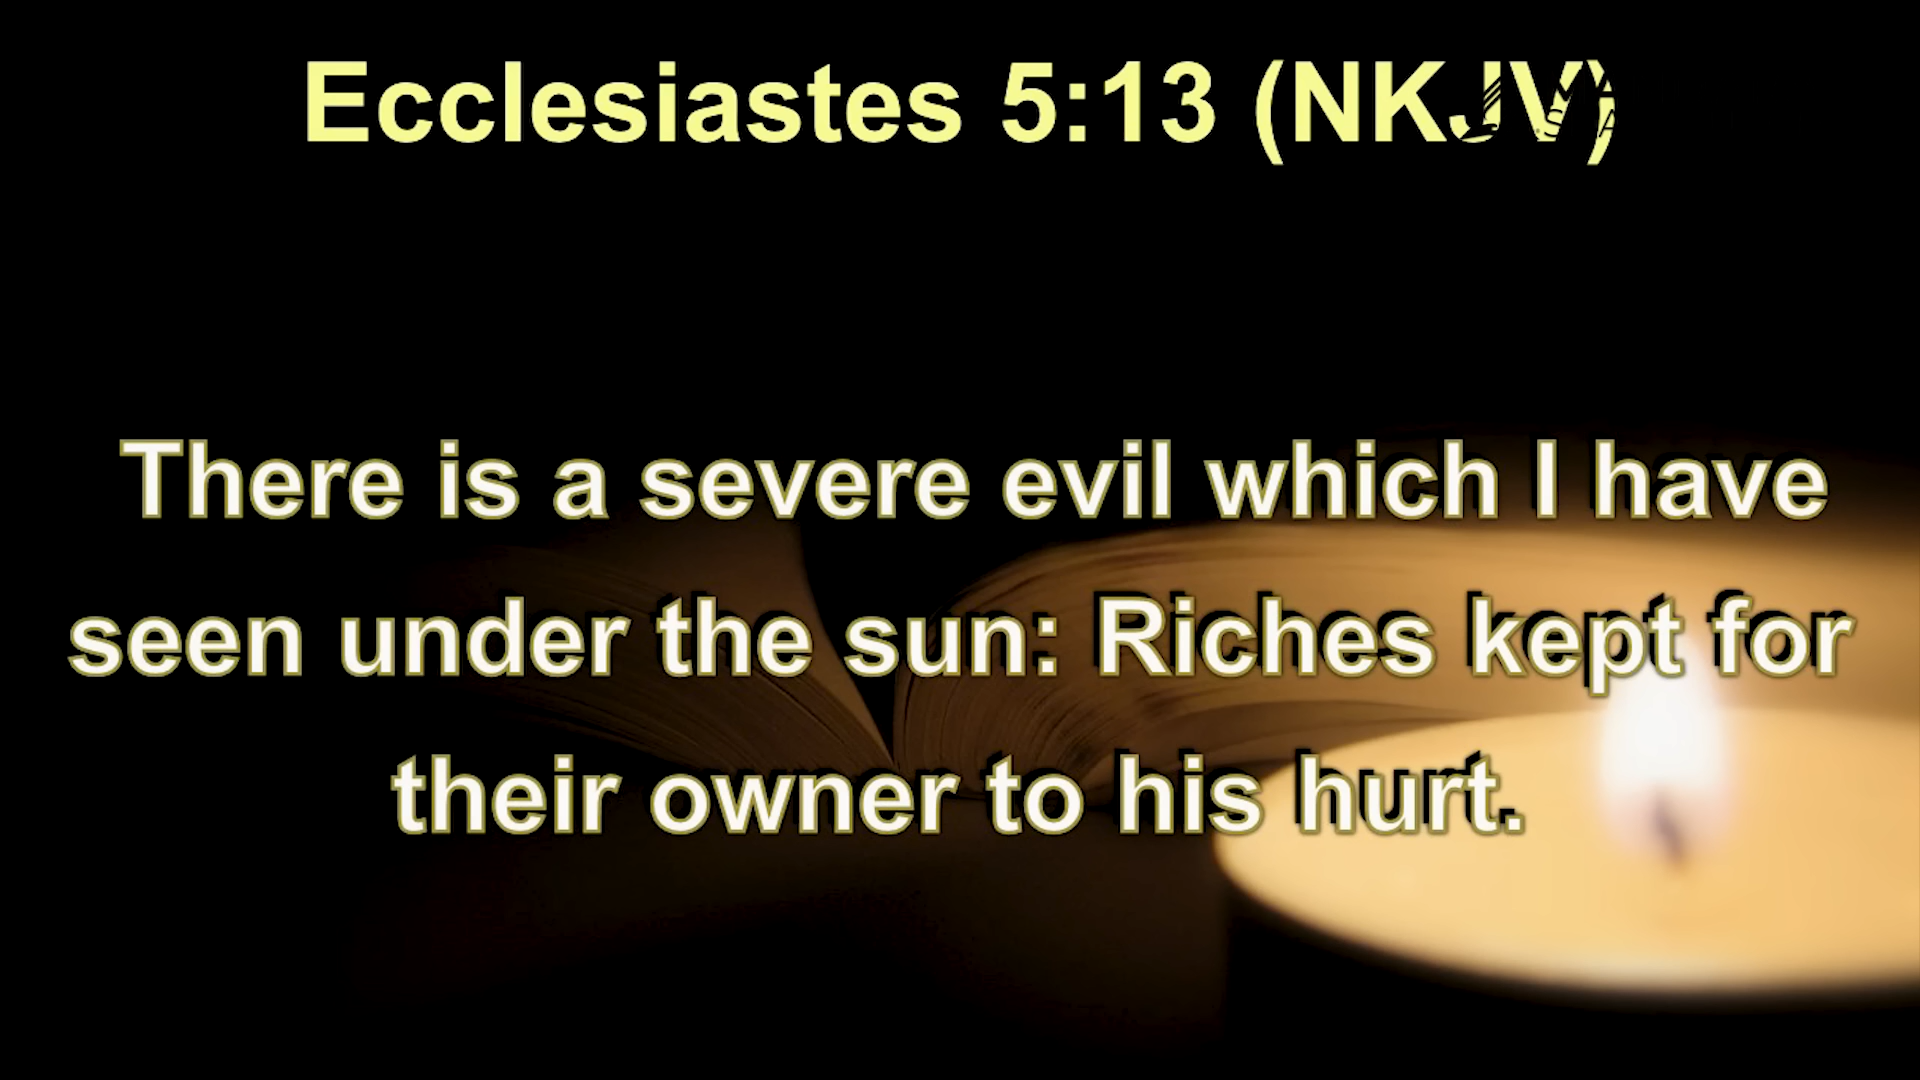 Ecclesiastes 5:13 (NKJV)
There is a severe evil which I have
seen under the sun: Riches kept for
their owner to his hurt.